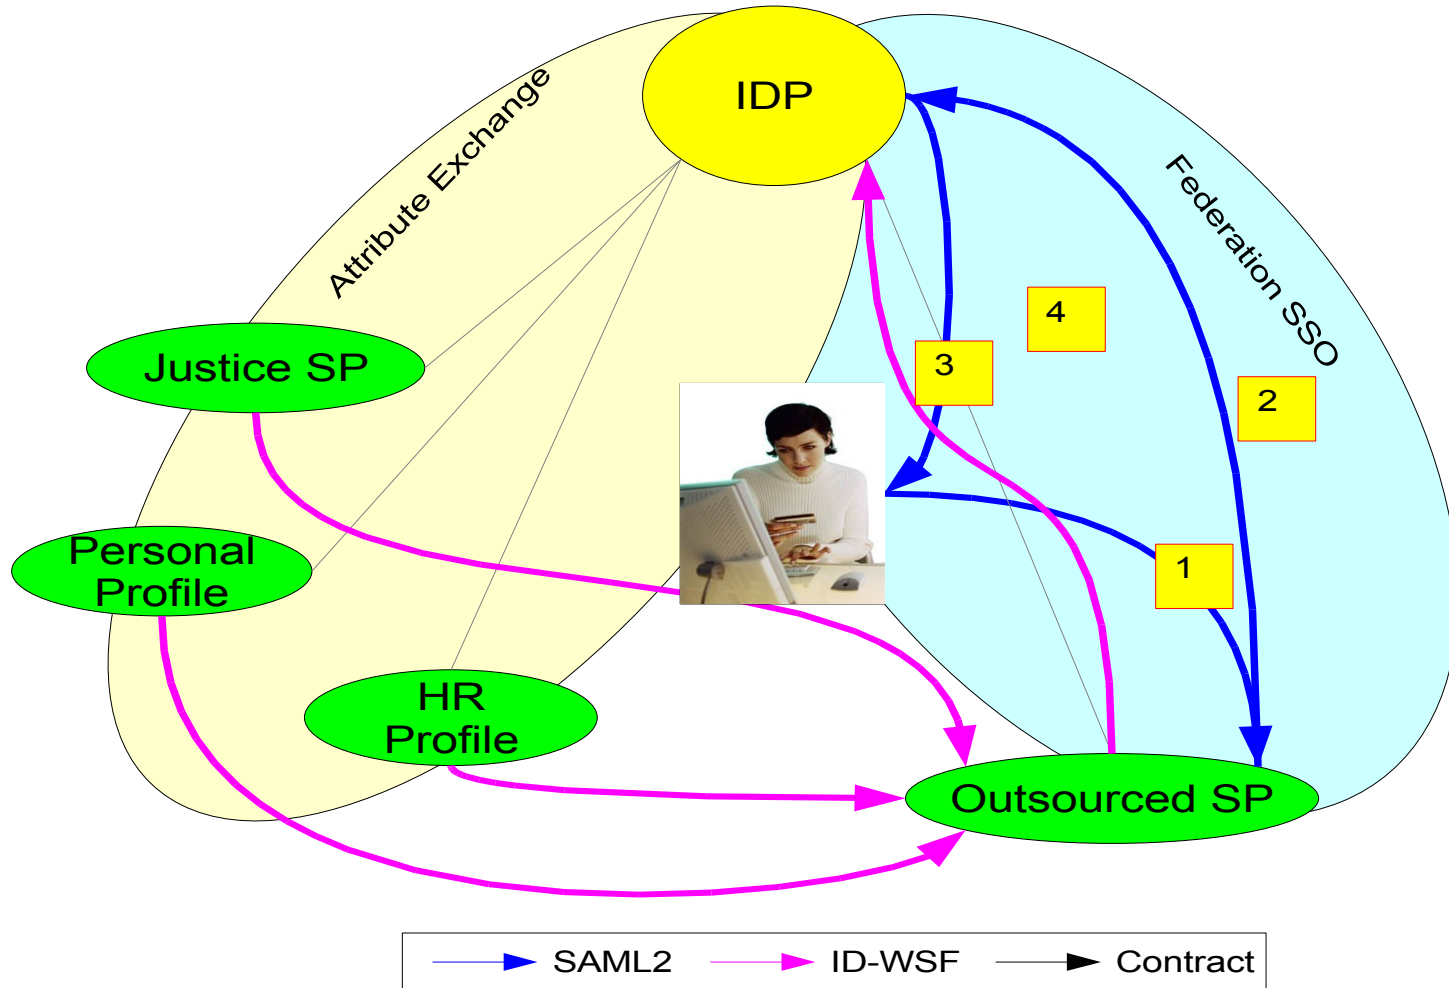 IDP
Attribute Exchange
Federation SSO
4
3
2
Justice SP
1
Personal
Profile
HR
Profile
Outsourced SP
SAML2
ID-WSF
Contract